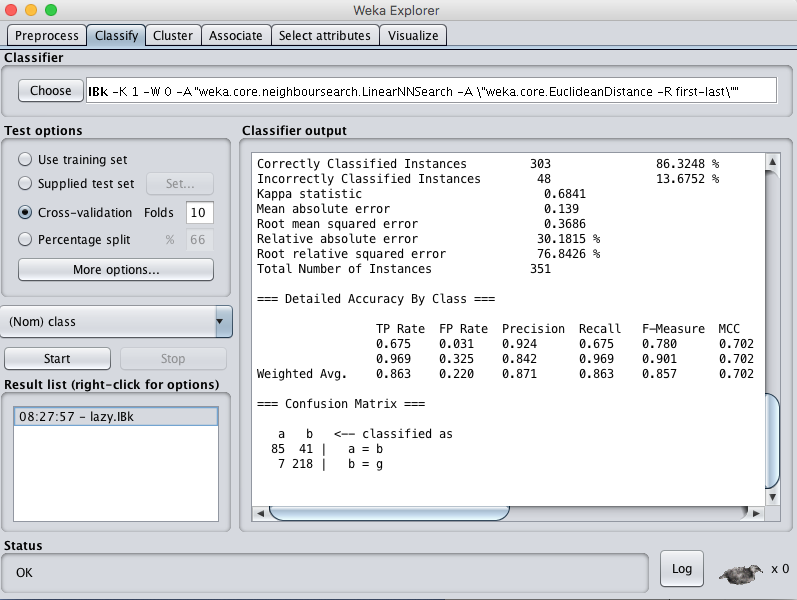 Weka Explorer
Preprocess Classify Cluster Associate Select attributes Visualize
Classifier
Choose IBk -K 1 -W 0 -A "weka.core.neighboursearch.LinearNNSearch -A \"weka.core.EuclideanDistance -R first-last\""
Test options
Use training set
Supplied test set Set...
Cross-validation Folds 10
Percentage split % 66
More options...
(Nom) class
Start Stop
Result list (right-click for options)
08:27:57 - lazy.IBk
Classifier output
Correctly Classified Instances 303 86.3248 %
Incorrectly Classified Instances 48 13.6752 %
Kappa statistic 0.6841
Mean absolute error 0.139
Root mean squared error 0.3686
Relative absolute error 30.1815 %
Root relative squared error 76.8426 %
Total Number of Instances 351
=== Detailed Accuracy By Class ===
TP Rate FP Rate Precision Recall F-Measure MCC
0.675 0.031 0.924 0.675 0.780 0.702
0.969 0.325 0.842 0.969 0.901 0.702
Weighted Avg. 0.863 0.220 0.871 0.863 0.857 0.702
=== Confusion Matrix ===
a b <-- classified as
85 41 | a = b
7 218 | b = g
Status
OK
Log x 0